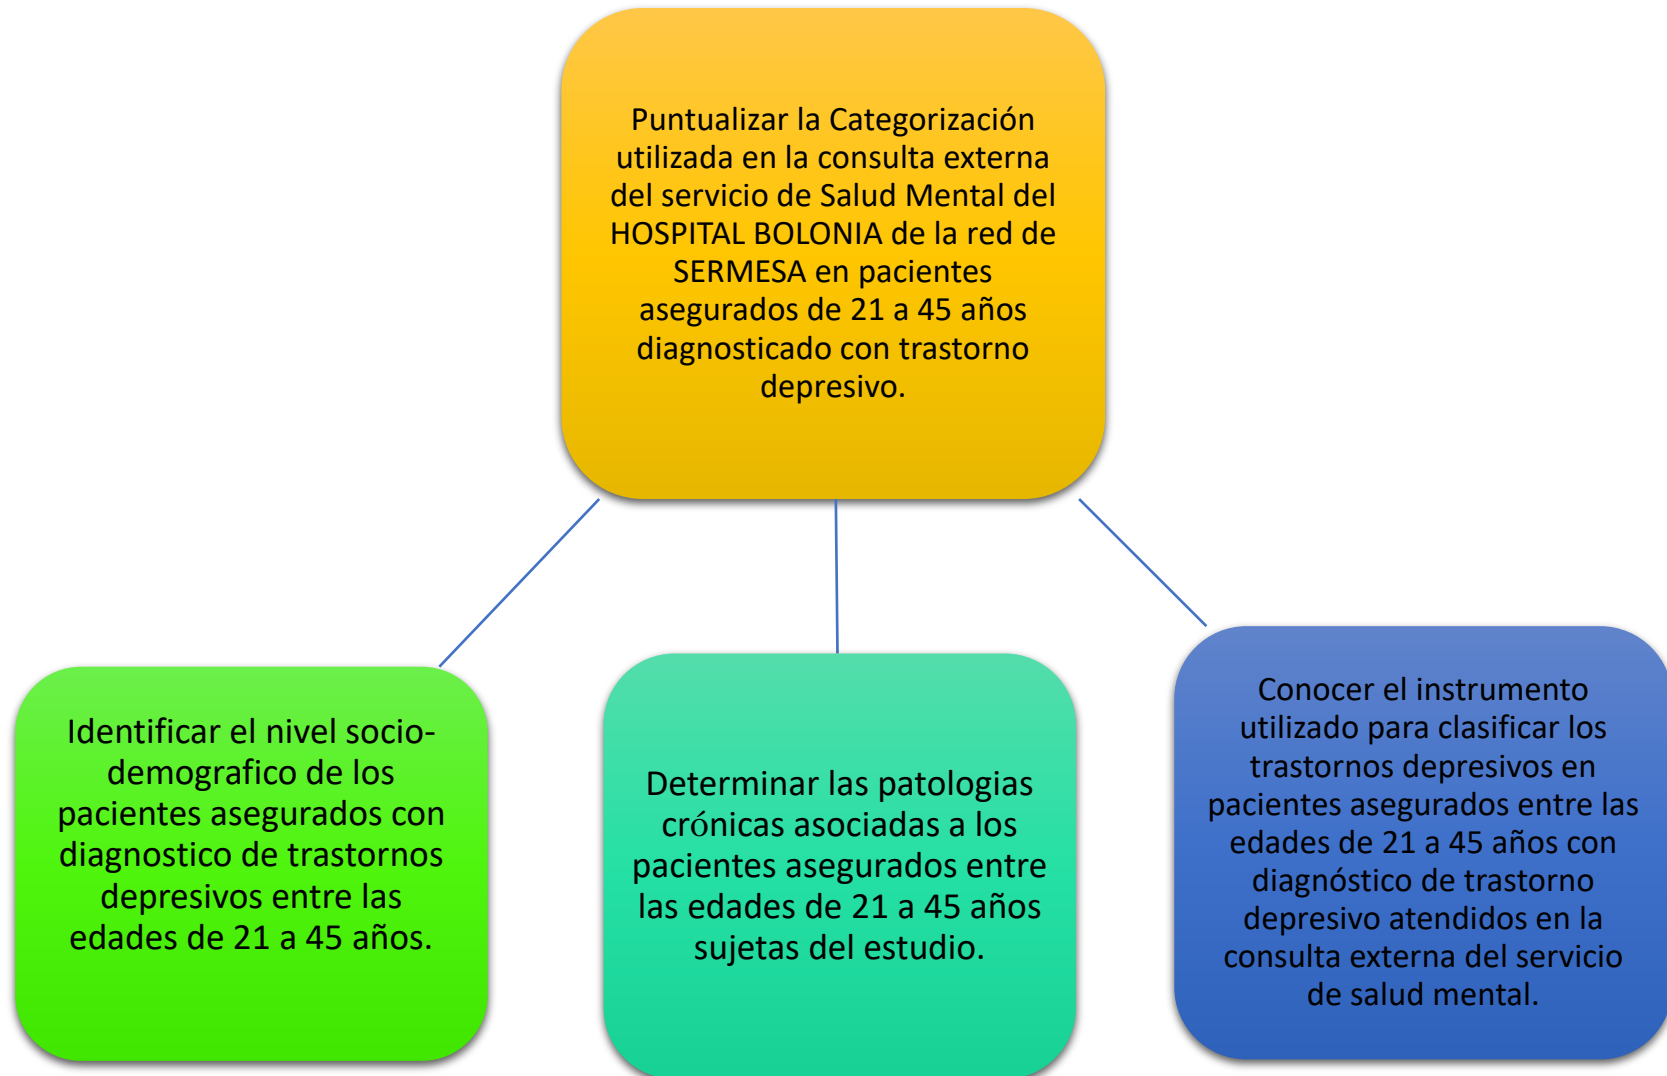 Puntualizar la Categorización
utilizada en la consulta externa
del servicio de Salud Mental del
HOSPITAL BOLONIA de la red de
SERMESA en pacientes
asegurados de 21 a 45 años
diagnosticado con trastorno
depresivo.
Identificar el nivel socio-
demografico de los
pacientes asegurados con
diagnostico de trastornos
depresivos entre las
edades de 21 a 45 años.
Determinar las patologias
crónicas asociadas a los
pacientes asegurados entre
las edades de 21 a 45 años
sujetas del estudio.
Conocer el instrumento
utilizado para clasificar los
trastornos depresivos en
pacientes asegurados entre las
edades de 21 a 45 años con
diagnóstico de trastorno
depresivo atendidos en la
consulta externa del servicio
de salud mental.